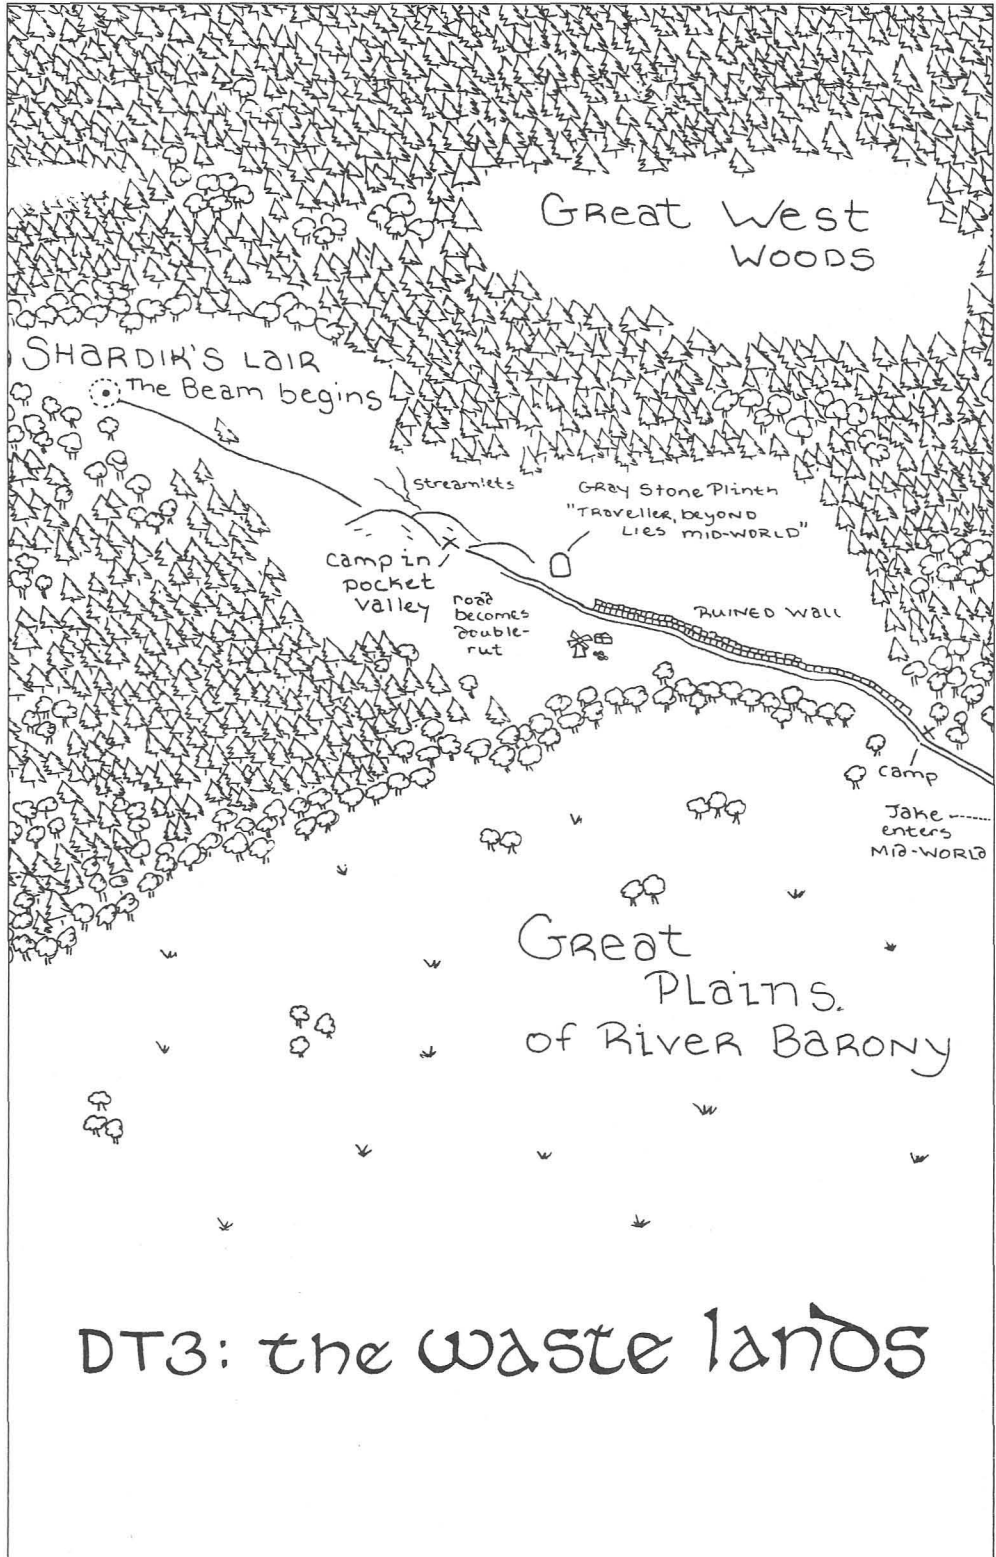 Great West
Woods
SHARDIK'S LAIR
The Beam begins
Streamlets
Gray Stone Plinth
"Traveller, beyond
Lies Mid-World"
Camp in
pocket
valley
road
becomes
double-
rut
Ruined Wall
camp
Jake
enters
Mid-World
Great
Plains.
of River Barony
DT3: the waste lands